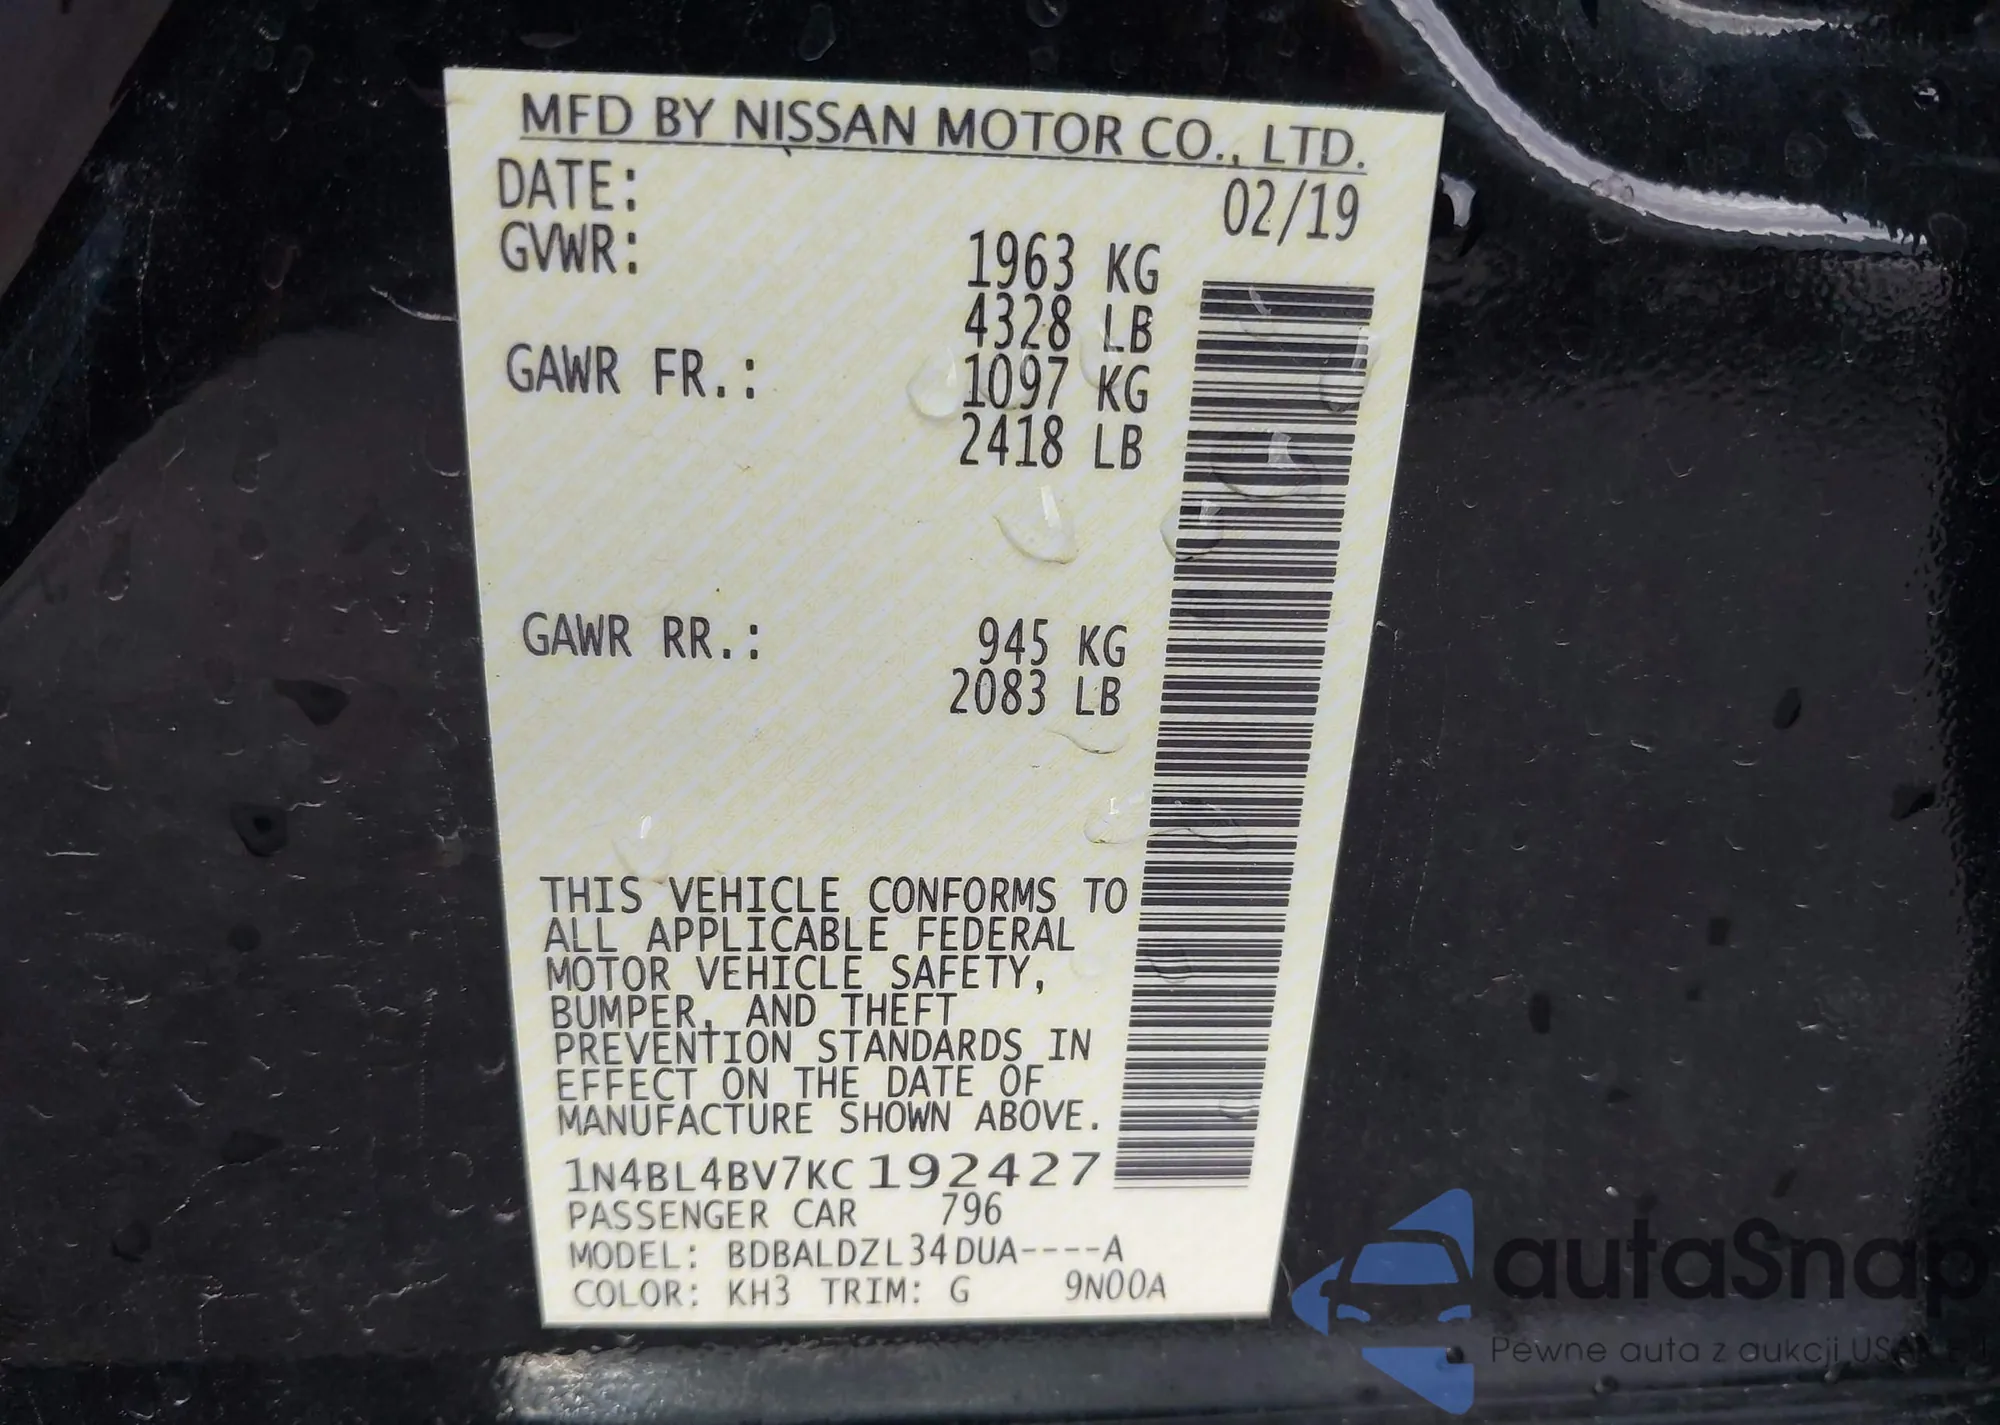 MFD BY NISSAN MOTOR CO., LTD.
DATE: 02/19
GVWR: 1963 KG
4328 LB
GAWR FR.: 1097 KG
2418 LB
GAWR RR.: 945 KG
2083 LB
THIS VEHICLE CONFORMS TO
ALL APPLICABLE FEDERAL
MOTOR VEHICLE SAFETY,
BUMPER, AND THEFT
PREVENTION STANDARDS IN
EFFECT ON THE DATE OF
MANUFACTURE SHOWN ABOVE.
1N4BL4BV7KC192427
PASSENGER CAR 796
MODEL: BDBALDZL34DUA----A
COLOR: KH3 TRIM: G 9N00A
autaSnap
Pewne auta z aukcji